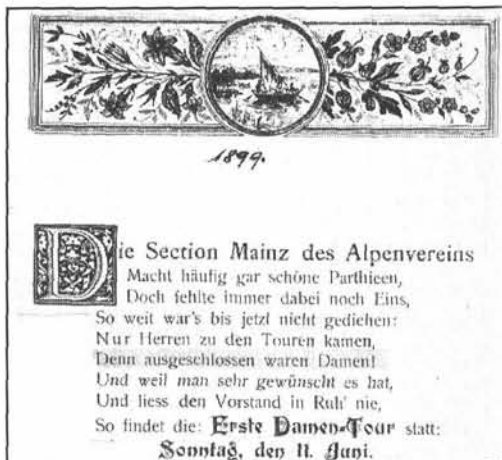 1899.
Die Section Mainz des Alpenvereins
Macht häufig gar schöne Parthieen,
Doch fehlte immer dabei noch Eins,
So weit war's bis jetzt nicht gediehen:
Nur Herren zu den Touren kamen,
Denn ausgeschlossen waren Damen!
Und weil man sehr gewünscht es hat,
Und liess den Vorstand in Ruh' nie,
So findet die: Erste Damen-Tour statt:
Sonntag, den 11. Juni.